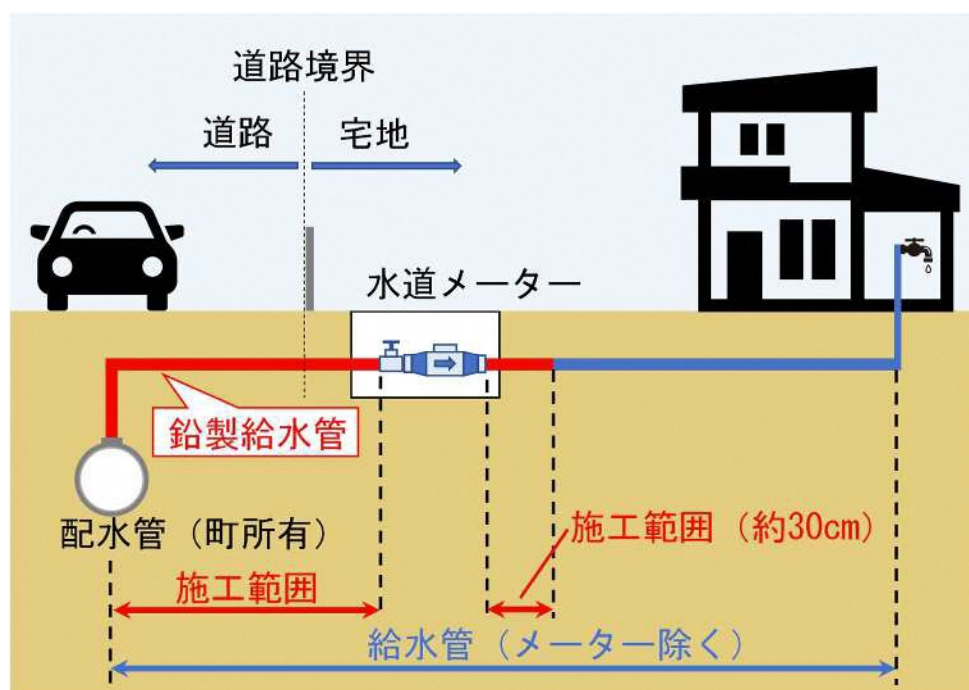 道路境界
道路
宅地
水道メーター
鉛製給水管
配水管（町所有）
施工範囲（約30cm）
施工範囲
給水管（メーター除く）